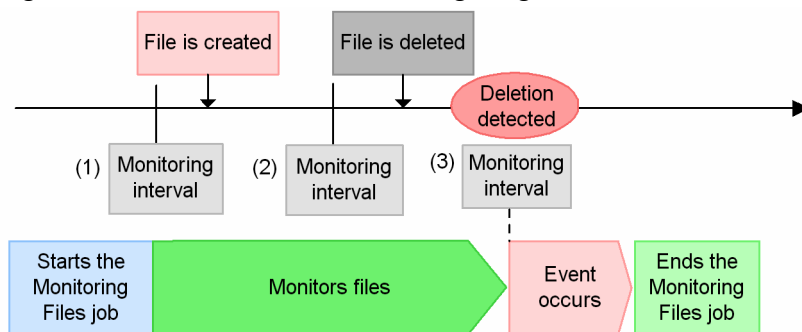 File is created
File is deleted
Deletion
detected
(1)
Monitoring
interval
(2)
Monitoring
interval
(3)
Monitoring
interval
Starts the
Monitoring
Files job
Monitors files
Event
occurs
Ends the
Monitoring
Files job